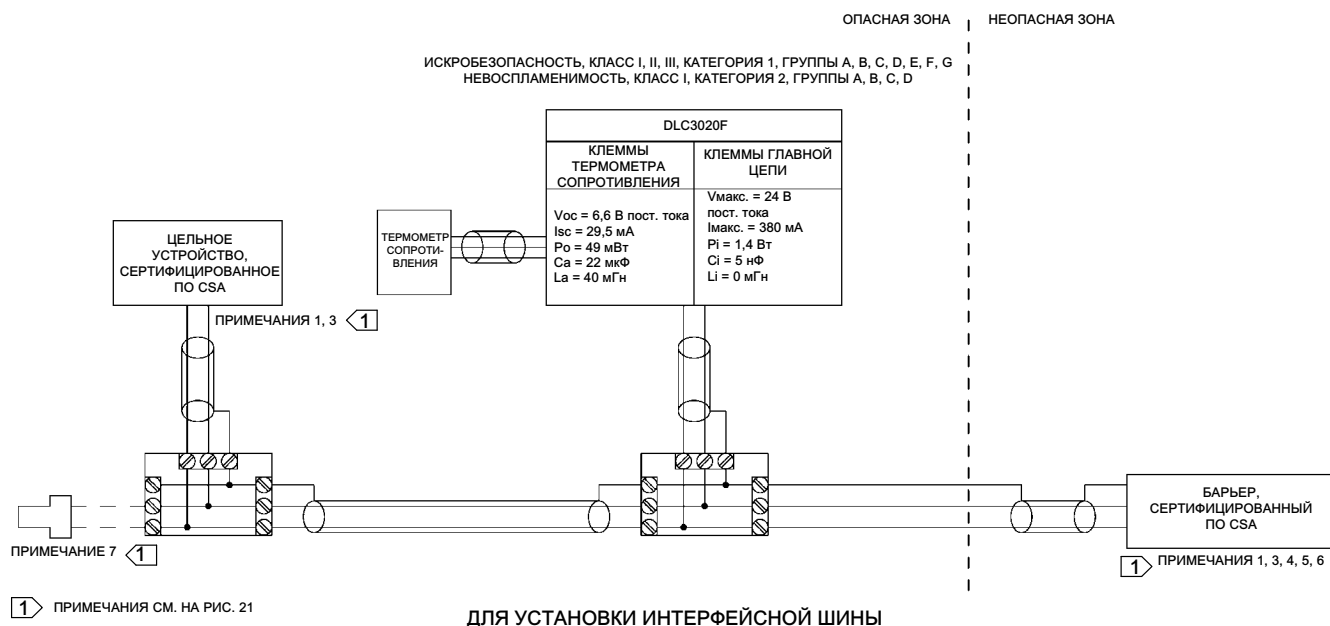 ОПАСНАЯ ЗОНА
НЕОПАСНАЯ ЗОНА
ИСКРОБЕЗОПАСНОСТЬ, КЛАСС I, II, III, КАТЕГОРИЯ 1, ГРУППЫ A, B, C, D, E, F, G
НЕВОСПЛАМЕНИМОСТЬ, КЛАСС I, КАТЕГОРИЯ 2, ГРУППЫ A, B, C, D
DLC3020F
КЛЕММЫ
ТЕРМОМЕТРА
СОПРОТИВЛЕНИЯ
Voc = 6,6 В пост. тока
Isc = 29,5 мА
Po = 49 мВт
Ca = 22 мкФ
La = 40 мГн
КЛЕММЫ ГЛАВНОЙ
ЦЕПИ
Vмакс. = 24 В
пост. тока
Iмакс. = 380 мА
Pi = 1,4 Вт
Ci = 5 нФ
Li = 0 мГн
ТЕРМОМЕТР
СОПРОТИ-
ВЛЕНИЯ
ЦЕЛЬНОЕ
УСТРОЙСТВО,
СЕРТИФИЦИРОВАННОЕ
ПО CSA
ПРИМЕЧАНИЯ 1, 3 1
БАРЬЕР,
СЕРТИФИЦИРОВАННЫЙ
ПО CSA
ПРИМЕЧАНИЕ 7 1
1 ПРИМЕЧАНИЯ 1, 3, 4, 5, 6
1 ПРИМЕЧАНИЯ СМ. НА РИС. 21
ДЛЯ УСТАНОВКИ ИНТЕРФЕЙСНОЙ ШИНЫ